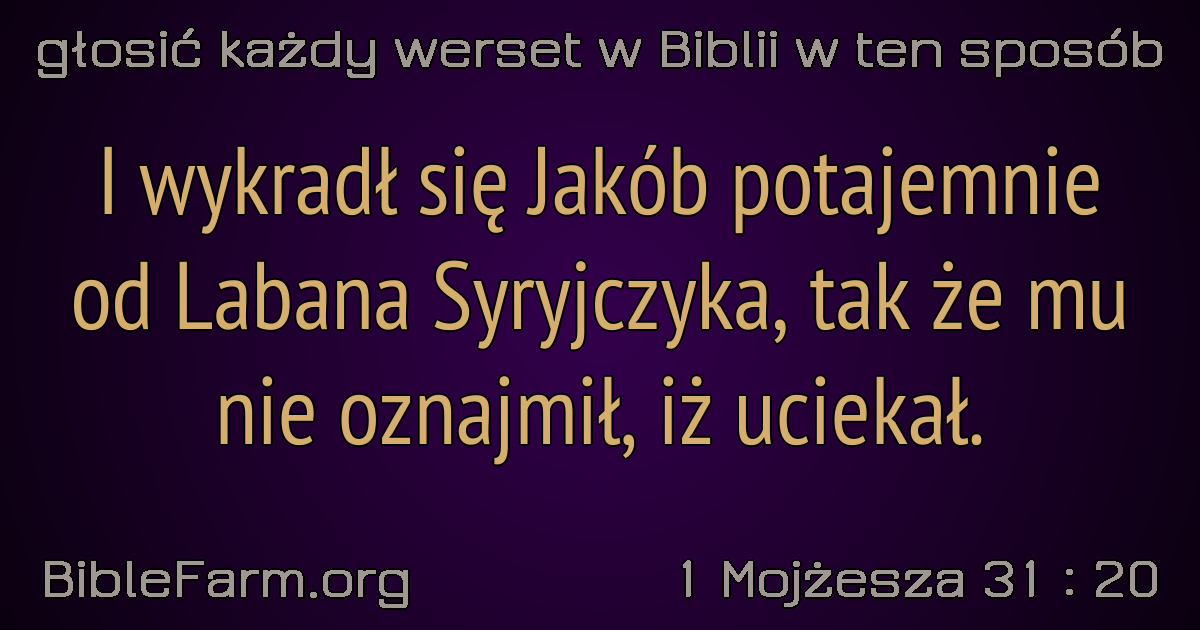 głosić każdy werset w Biblii w ten sposób
I wykradł się Jakób potajemnie
od Labana Syryjczyka, tak że mu
nie oznajmił, iż uciekał.
BibleFarm.org
1 Mojżesza 31 : 20